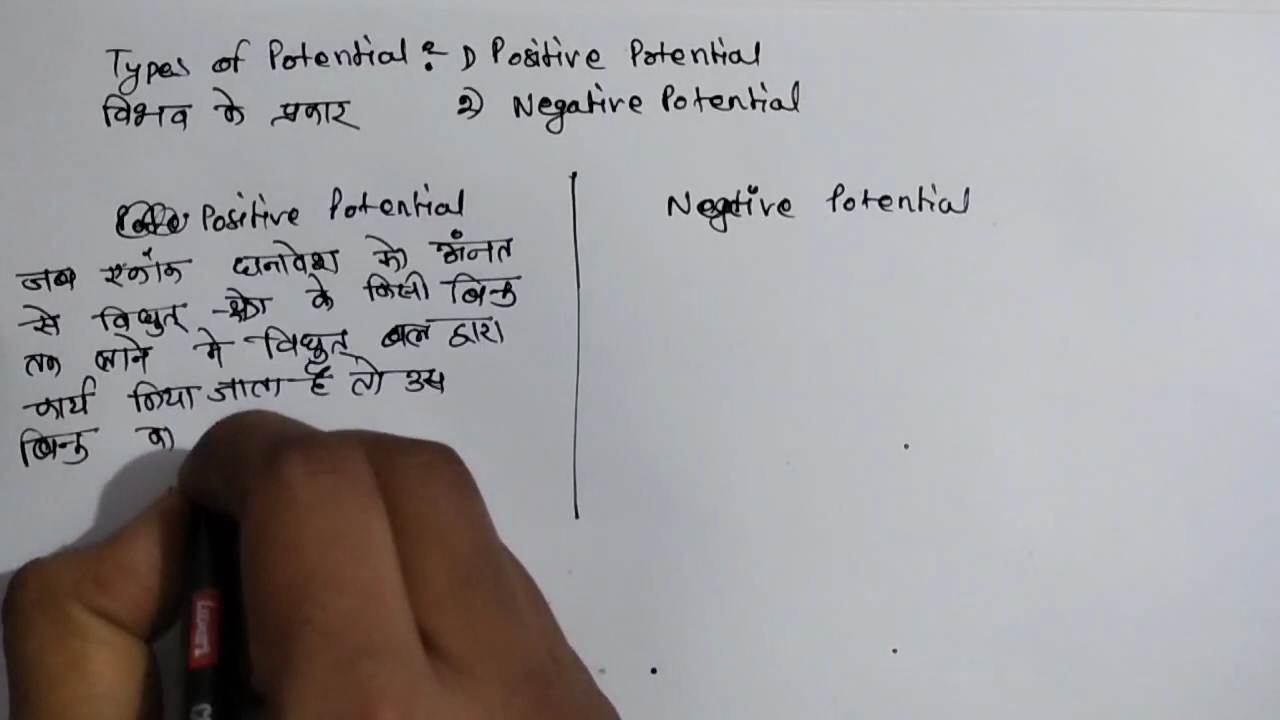 Types of Potential :- 1) Positive Potential
विभव के प्रकार 2) Negative Potential
Positive Potential
जब एकांक धनावेश को अंनत
से विधुत् क्षेत्र के किसी बिन्दु
तक लाने मे विधुत् बल द्वारा
कार्य किया जाता है तो उस
बिन्दु
Negative Potential